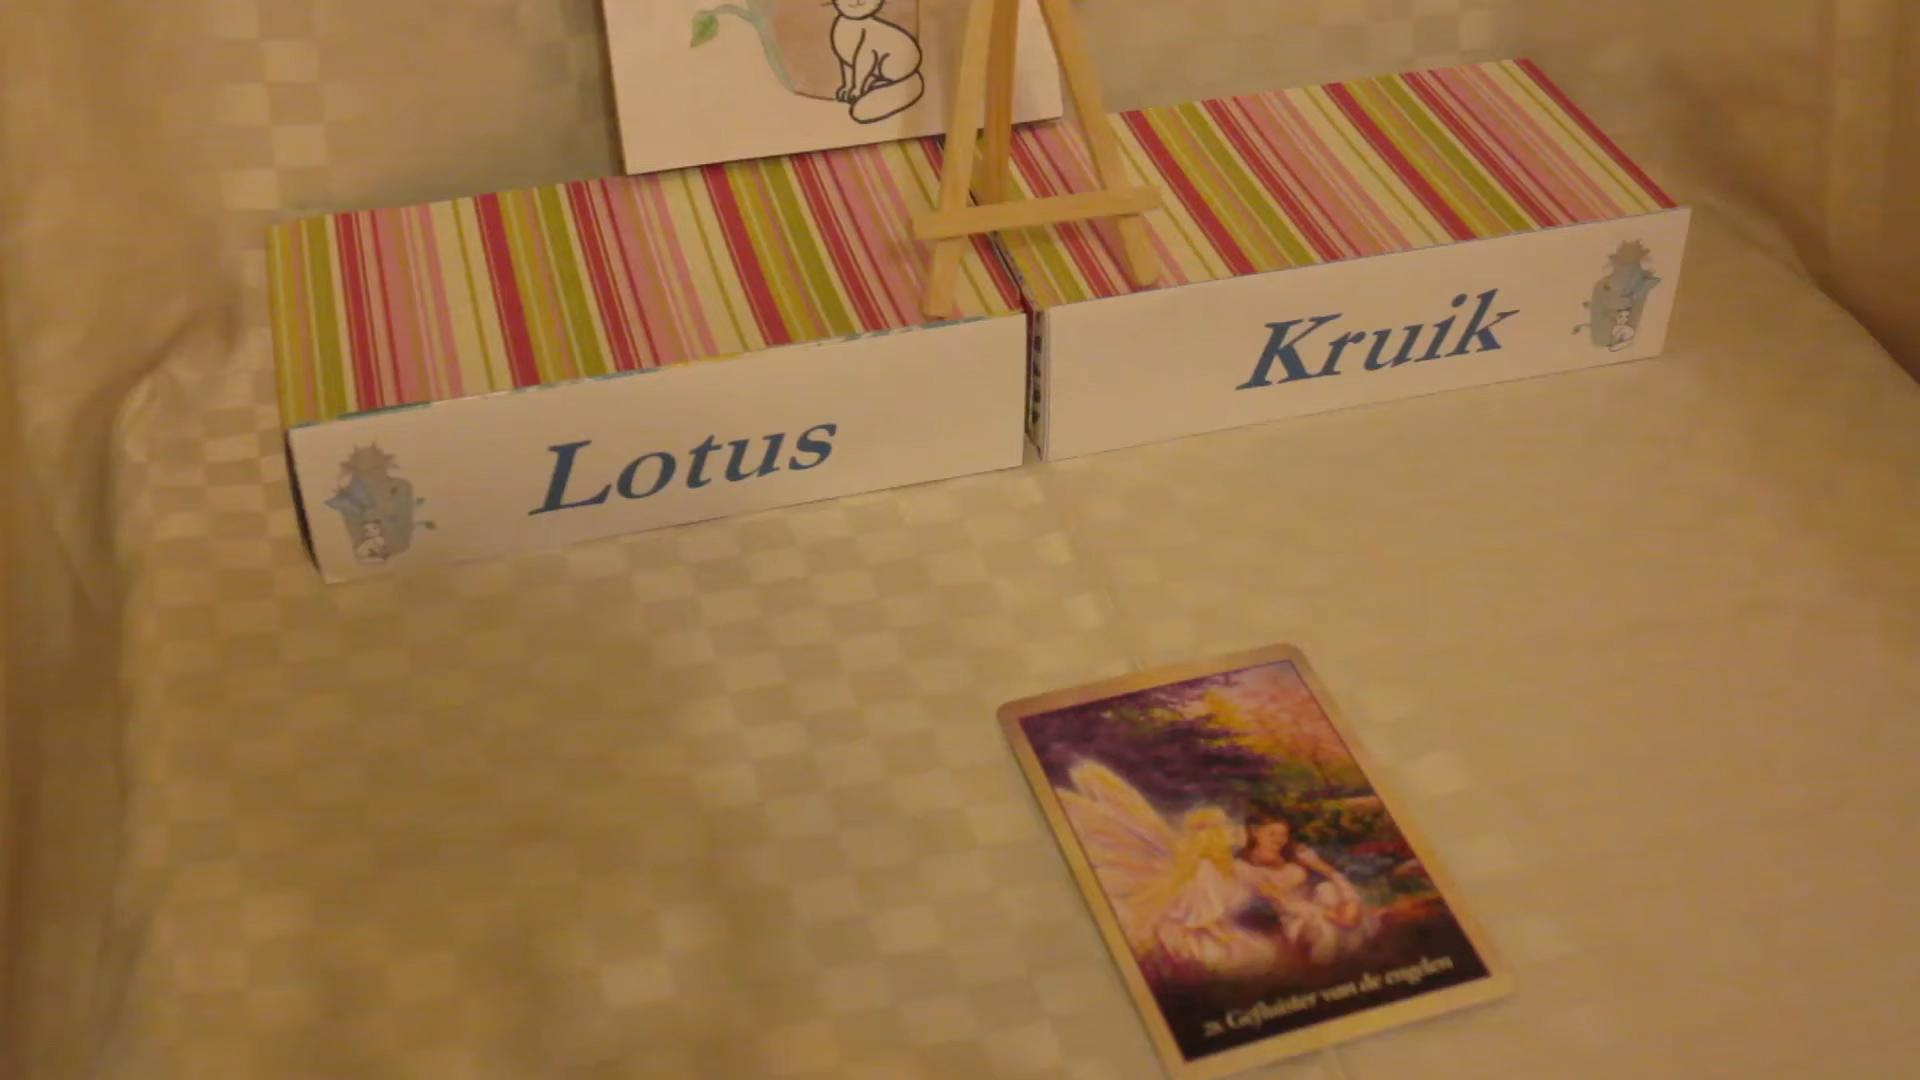 Lotus
Kruik
Gefluister van de engelen